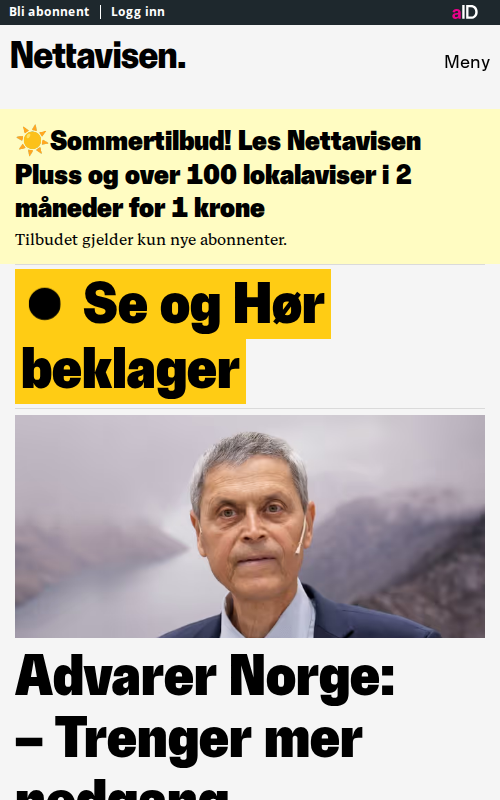 Bli abonnent
Logg inn
aID
Nettavisen.
Meny
☀️Sommertilbud! Les Nettavisen
Pluss og over 100 lokalaviser i 2
måneder for 1 krone
Tilbudet gjelder kun nye abonnenter.
● Se og Hør
beklager
Advarer Norge:
– Trenger mer